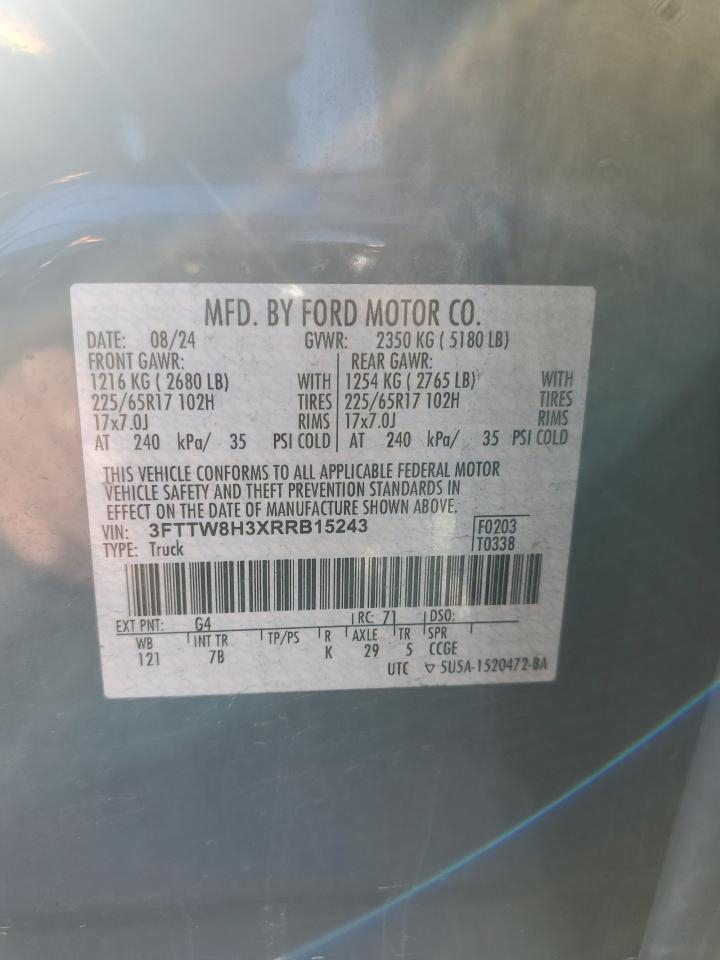 MFD. BY FORD MOTOR CO.
DATE: 08/24 GVWR: 2350 KG ( 5180 LB)
FRONT GAWR: REAR GAWR:
1216 KG ( 2680 LB) WITH 1254 KG ( 2765 LB) WITH
225/65R17 102H TIRES 225/65R17 102H TIRES
17x7.0J RIMS 17x7.0J RIMS
AT 240 kPa/ 35 PSI COLD AT 240 kPa/ 35 PSI COLD
THIS VEHICLE CONFORMS TO ALL APPLICABLE FEDERAL MOTOR
VEHICLE SAFETY AND THEFT PREVENTION STANDARDS IN
EFFECT ON THE DATE OF MANUFACTURE SHOWN ABOVE.
VIN: 3FTTW8H3XRRB15243 F0203
TYPE: Truck T0338
EXT PNT: G4 RC: 71 DSO:
WB INT TR TP/PS R AXLE TR SPR
121 7B K 29 5 CCGE
UTC ▽ 5U5A-1520472-BA